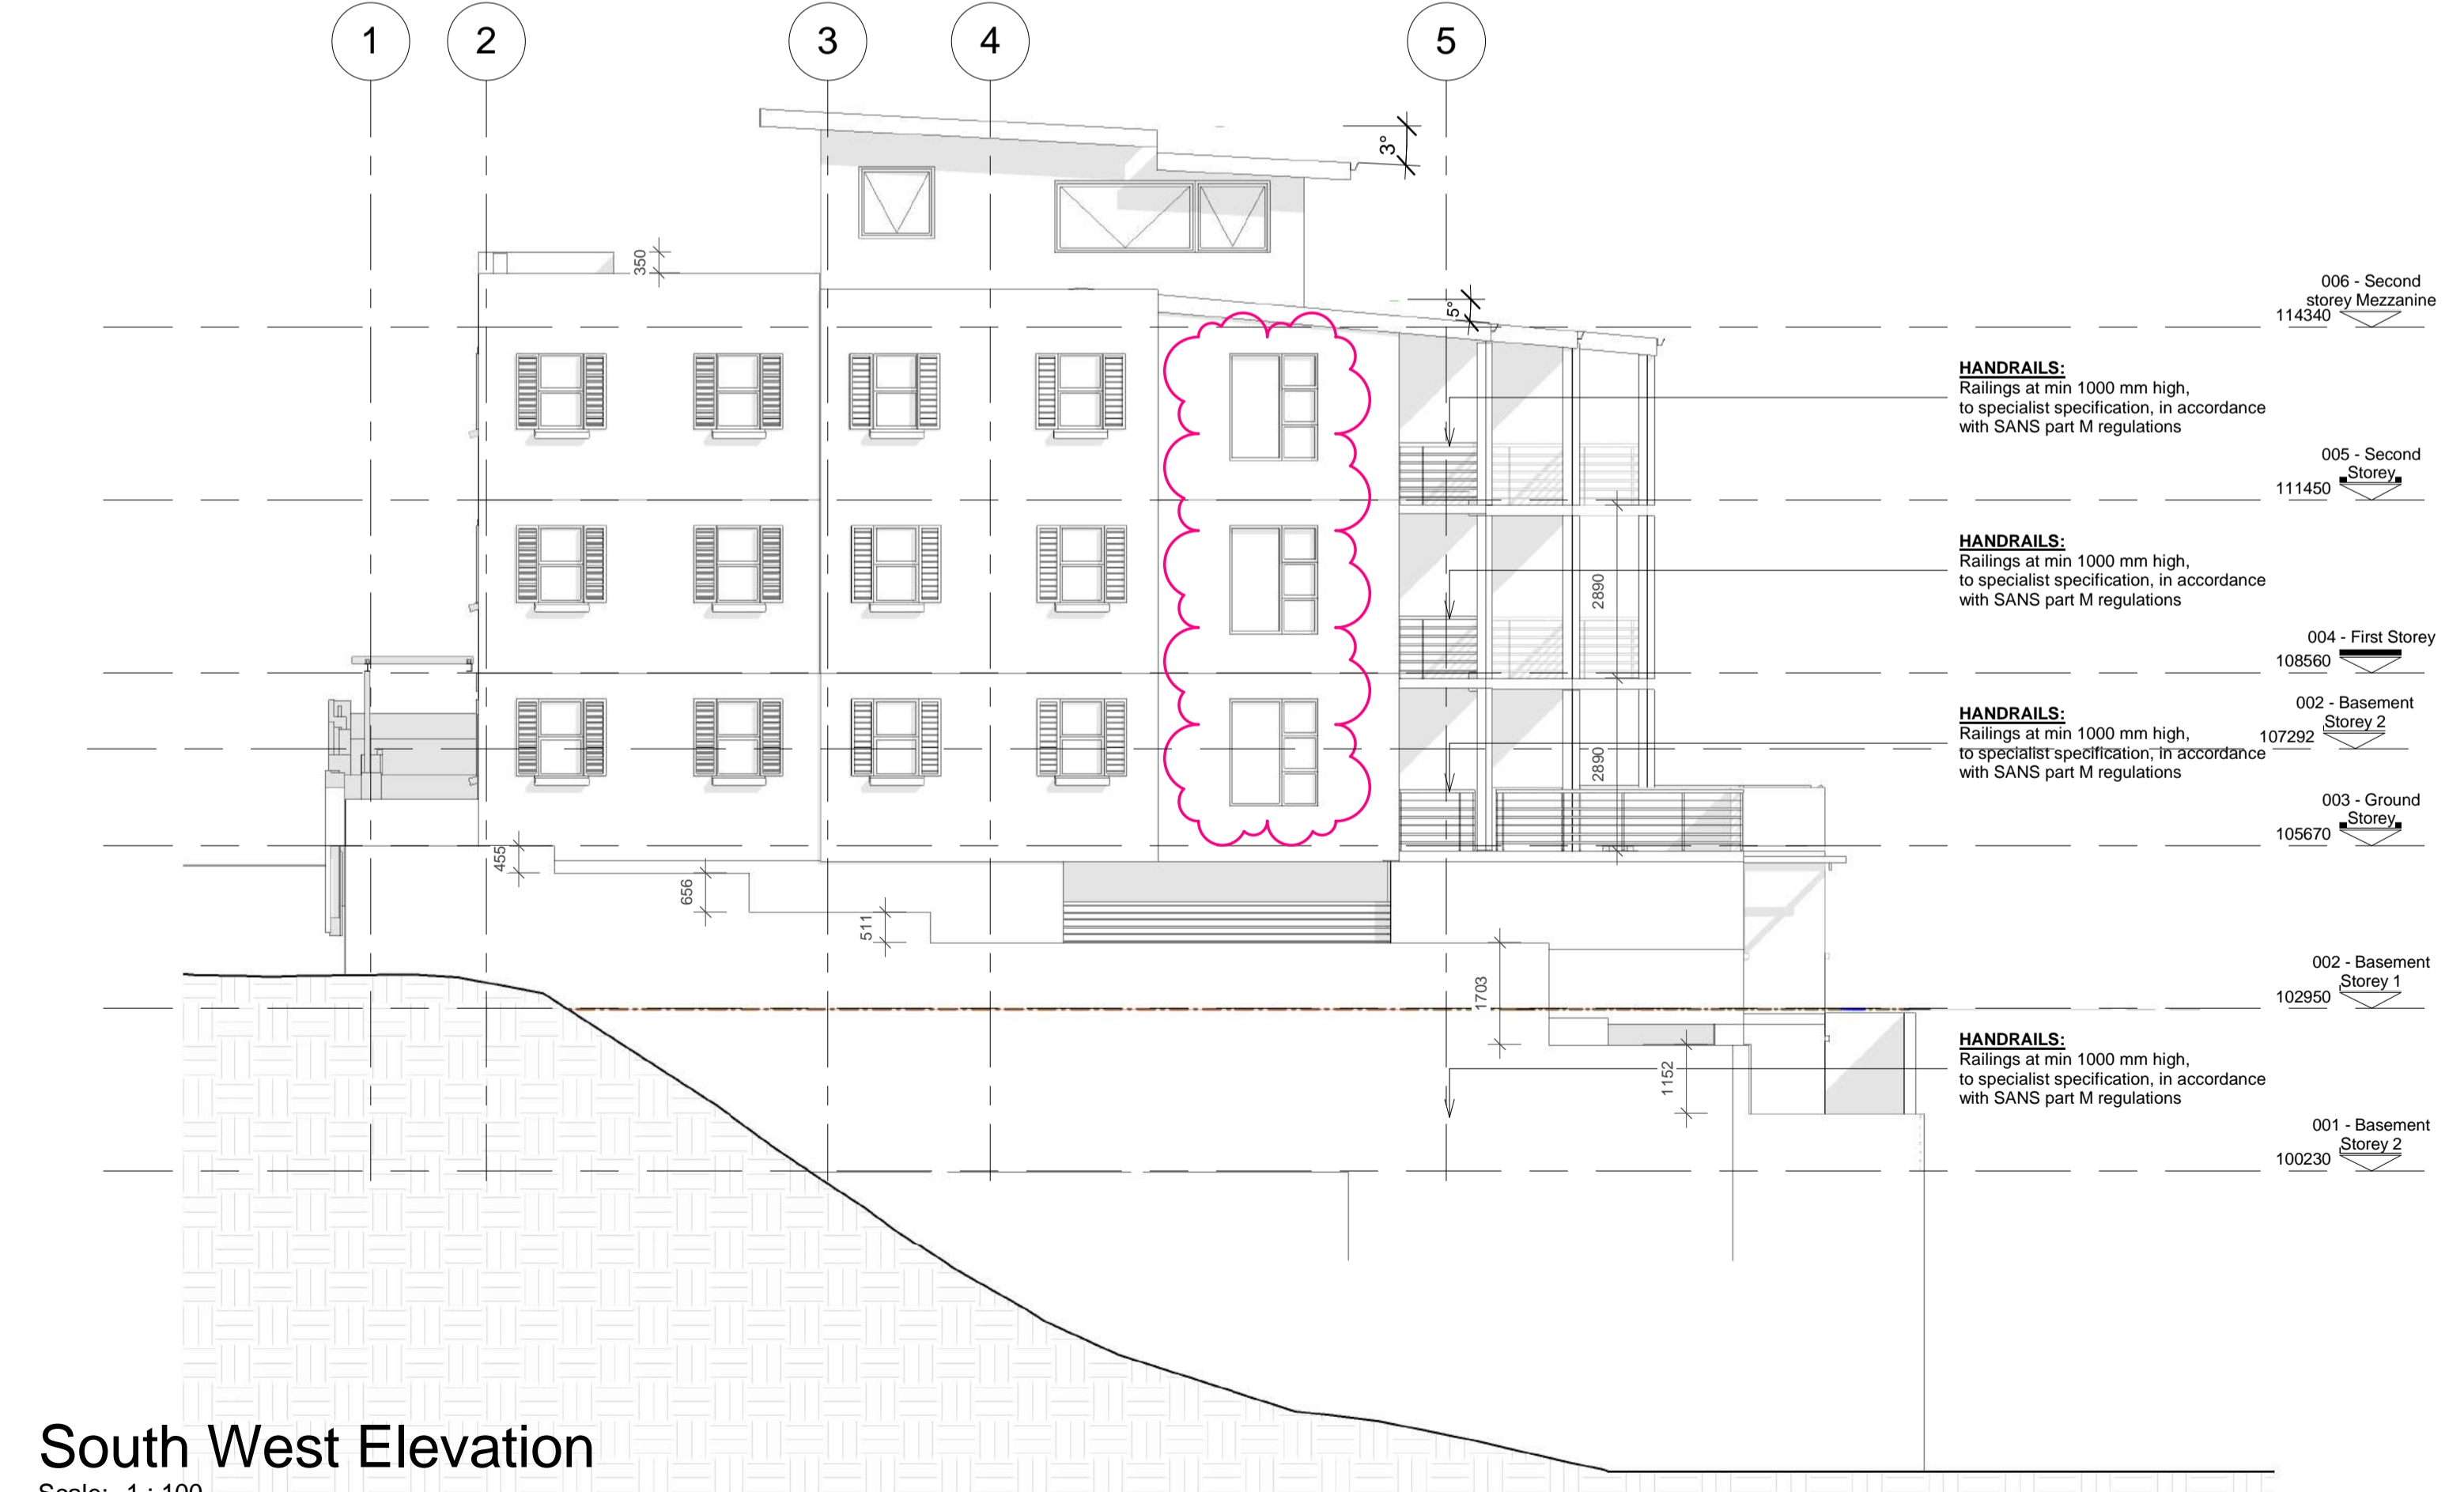 1
2
3
4
5
3°
350
5°
006 - Second
storey Mezzanine
114340
HANDRAILS:
Railings at min 1000 mm high,
to specialist specification, in accordance
with SANS part M regulations
005 - Second
Storey
111450
HANDRAILS:
Railings at min 1000 mm high,
to specialist specification, in accordance
with SANS part M regulations
2890
004 - First Storey
108560
002 - Basement
Storey 2
107292
HANDRAILS:
Railings at min 1000 mm high,
to specialist specification, in accordance
with SANS part M regulations
2890
003 - Ground
Storey
105670
455
656
511
1703
002 - Basement
Storey 1
102950
HANDRAILS:
Railings at min 1000 mm high,
to specialist specification, in accordance
with SANS part M regulations
1152
001 - Basement
Storey 2
100230
South West Elevation
Scale: 1 : 100